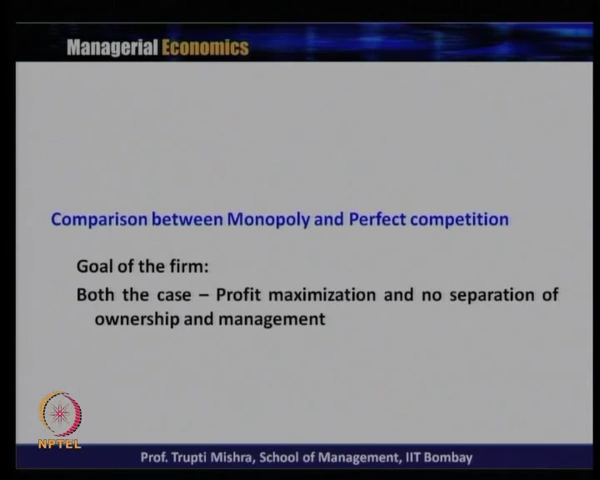 Managerial Economics
Comparison between Monopoly and Perfect competition
Goal of the firm:
Both the case – Profit maximization and no separation of
ownership and management
NPTEL
Prof. Trupti Mishra, School of Management, IIT Bombay